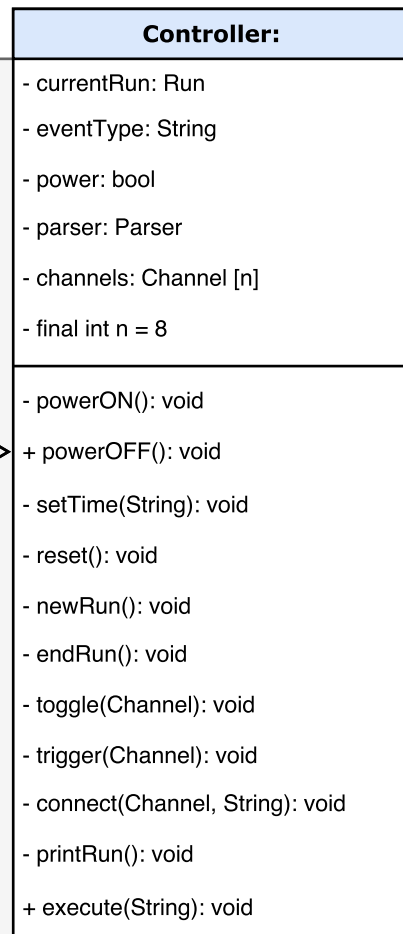 Controller:
- currentRun: Run
- eventType: String
- power: bool
- parser: Parser
- channels: Channel [n]
- final int n = 8
- powerON(): void
+ powerOFF(): void
- setTime(String): void
- reset(): void
- newRun(): void
- endRun(): void
- toggle(Channel): void
- trigger(Channel): void
- connect(Channel, String): void
- printRun(): void
+ execute(String): void